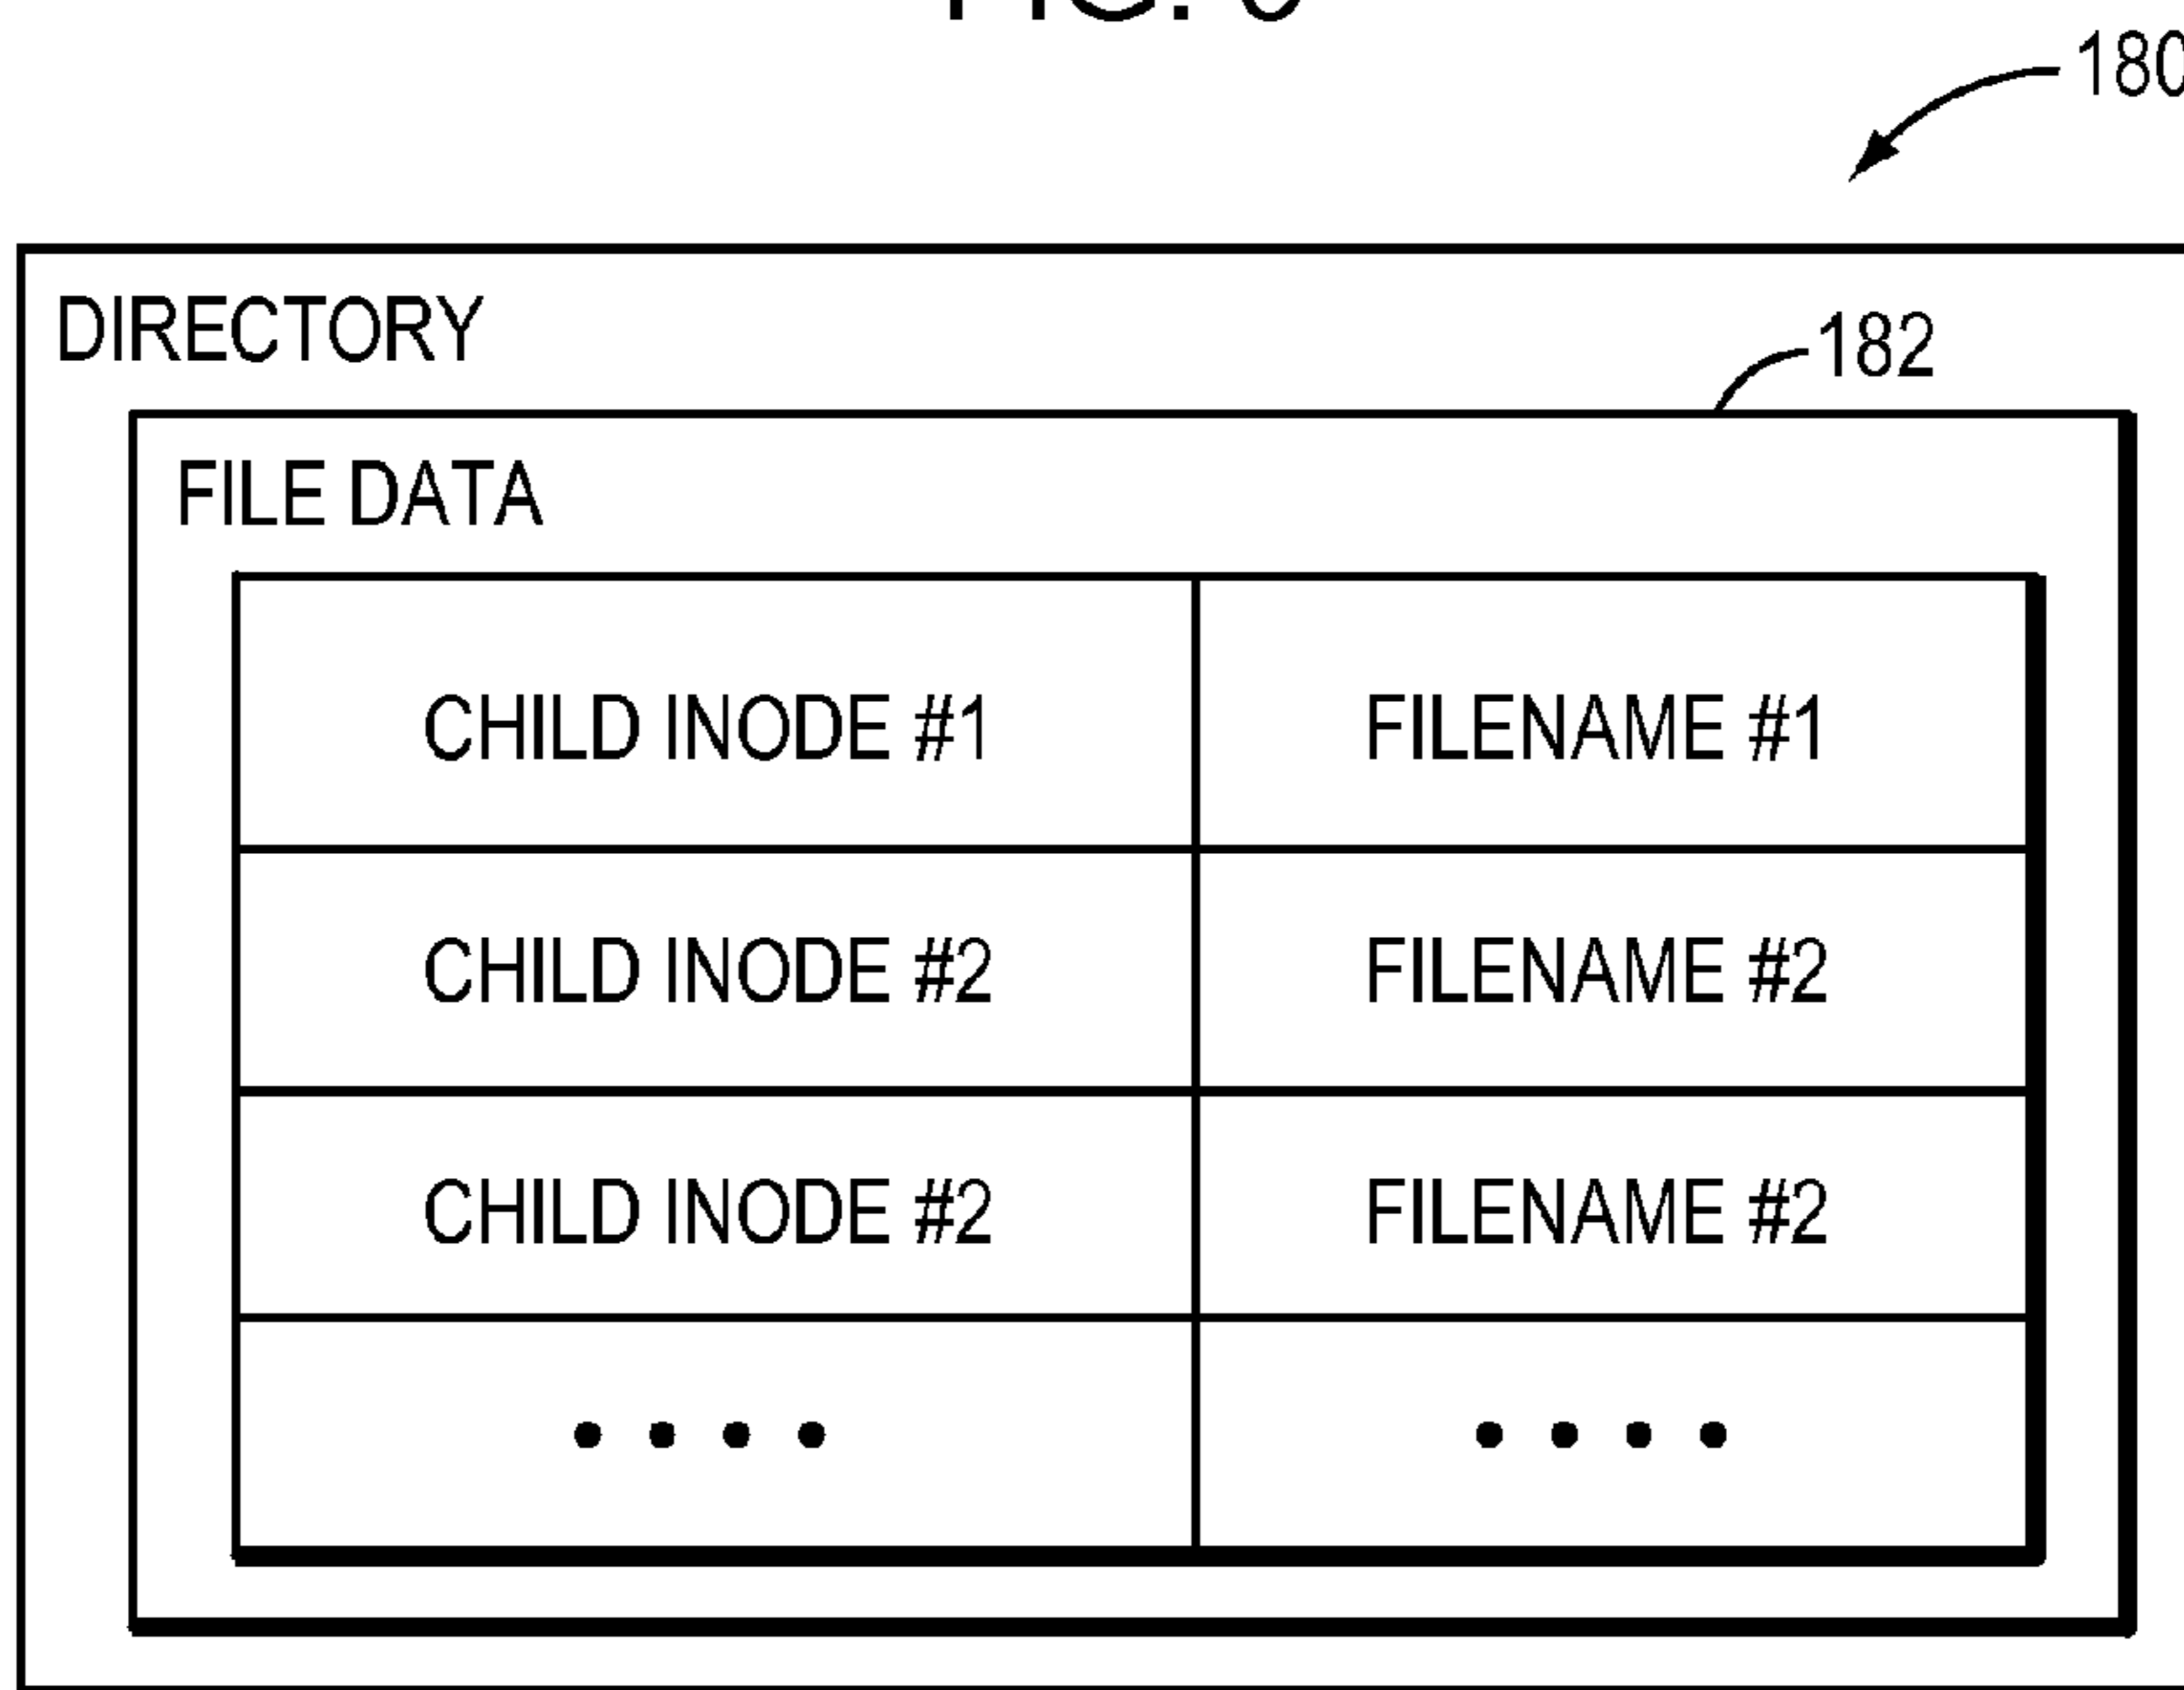 180
DIRECTORY
182
FILE DATA
CHILD INODE #1 FILENAME #1
CHILD INODE #2 FILENAME #2
CHILD INODE #2 FILENAME #2
• • • • • • • •